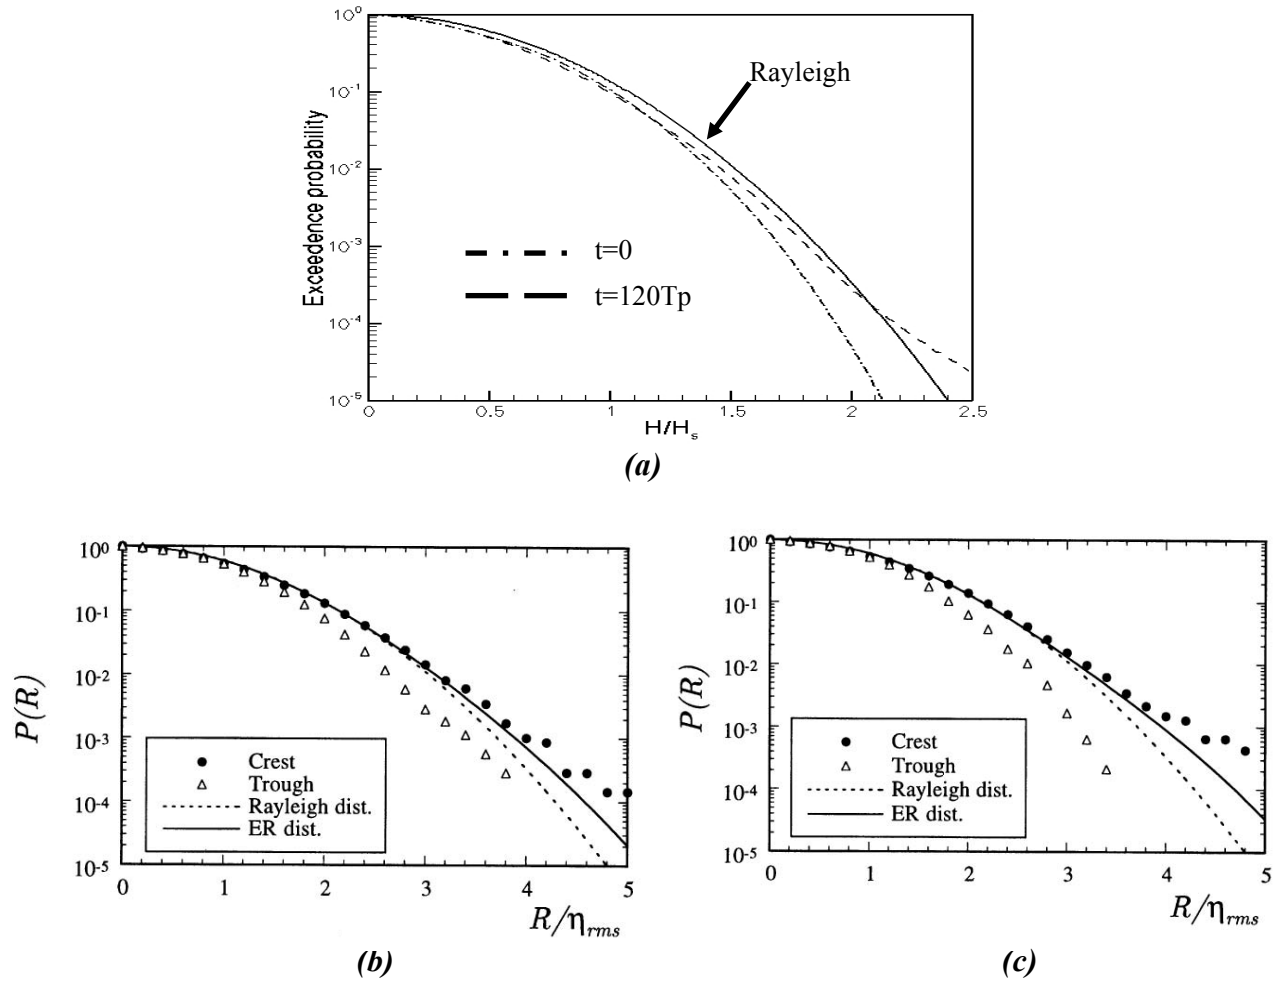 10⁰
10⁻¹
10⁻²
10⁻³
10⁻⁴
10⁻⁵
Exceedence probability
Rayleigh
t=0
t=120Tp
0 0.5 1 1.5 2 2.5
H/Hₛ
(a)
10⁰
10⁻¹
10⁻²
10⁻³
10⁻⁴
10⁻⁵
P(R)
Crest
Trough
Rayleigh dist.
ER dist.
0 1 2 3 4 5
R/ηrms
(b)
10⁰
10⁻¹
10⁻²
10⁻³
10⁻⁴
10⁻⁵
P(R)
Crest
Trough
Rayleigh dist.
ER dist.
0 1 2 3 4 5
R/ηrms
(c)